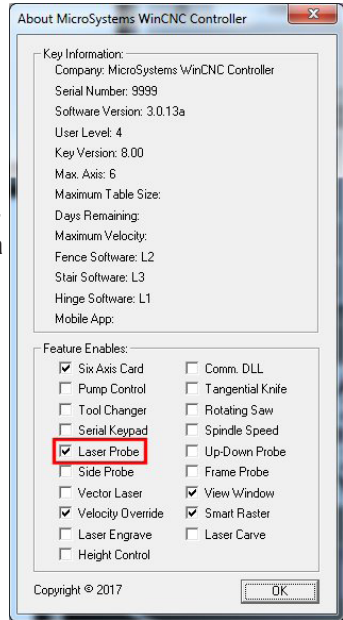 About MicroSystems WinCNC Controller
Key Information:
Company: MicroSystems WinCNC Controller
Serial Number: 9999
Software Version: 3.0.13a
User Level: 4
Key Version: 8.00
Max. Axis: 6
Maximum Table Size:
Days Remaining:
Maximum Velocity:
Fence Software: L2
Stair Software: L3
Hinge Software: L1
Mobile App:
Feature Enables:
Six Axis Card Comm. DLL
Pump Control Tangential Knife
Tool Changer Rotating Saw
Serial Keypad Spindle Speed
Laser Probe Up-Down Probe
Side Probe Frame Probe
Vector Laser View Window
Velocity Override Smart Raster
Laser Engrave Laser Carve
Height Control
Copyright © 2017 OK